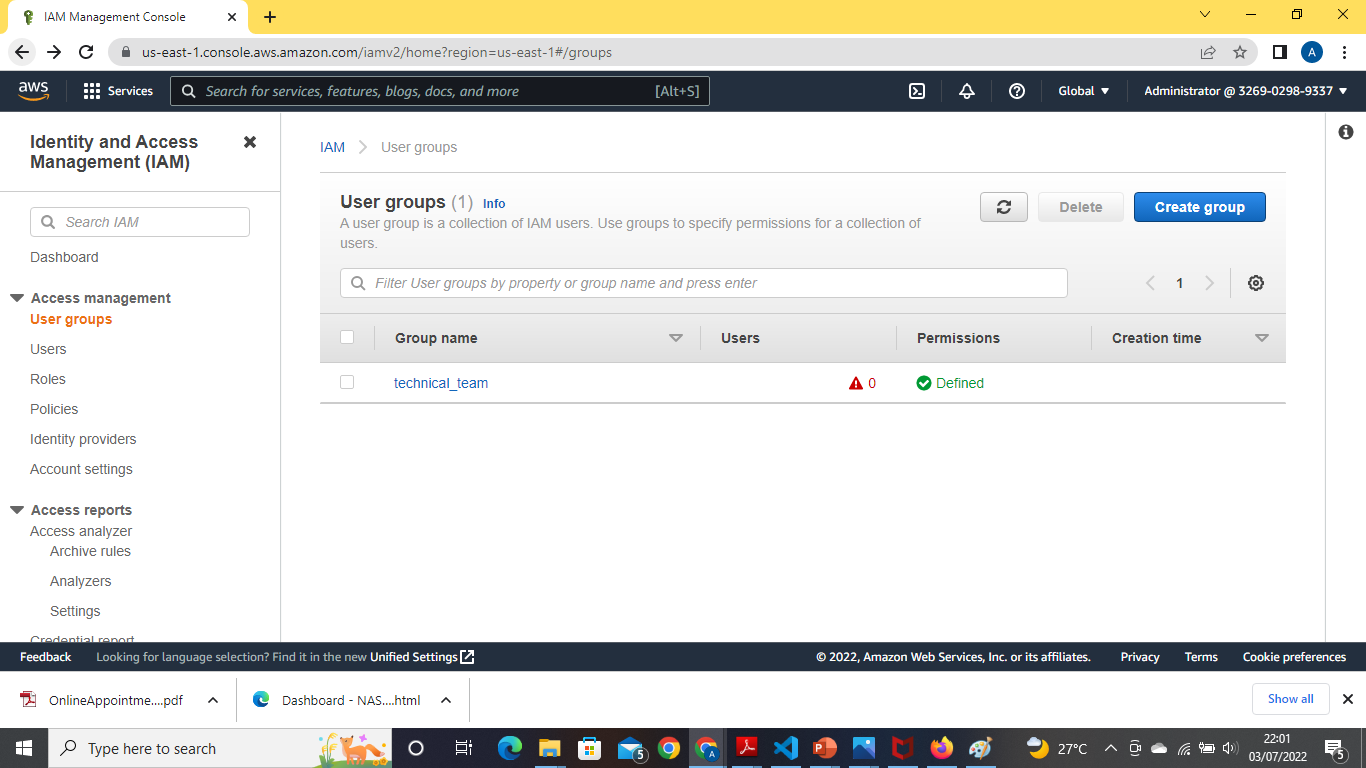 IAM Management Console
us-east-1.console.aws.amazon.com/iamv2/home?region=us-east-1#/groups
A
aws
Services
Search for services, features, blogs, docs, and more
[Alt+S]
Global
Administrator @ 3269-0298-9337
Identity and Access
Management (IAM)
Search IAM
Dashboard
Access management
User groups
Users
Roles
Policies
Identity providers
Account settings
Access reports
Access analyzer
Archive rules
Analyzers
Settings
Credential report
IAM
User groups
User groups (1) Info
A user group is a collection of IAM users. Use groups to specify permissions for a collection of
users.
Delete
Create group
Filter User groups by property or group name and press enter
1
Group name
Users
Permissions
Creation time
technical_team
0
Defined
Feedback
Looking for language selection? Find it in the new Unified Settings
© 2022, Amazon Web Services, Inc. or its affiliates.
Privacy
Terms
Cookie preferences
OnlineAppointme....pdf
Dashboard - NAS....html
Show all
Type here to search
5
A
27°C
22:01
03/07/2022
5